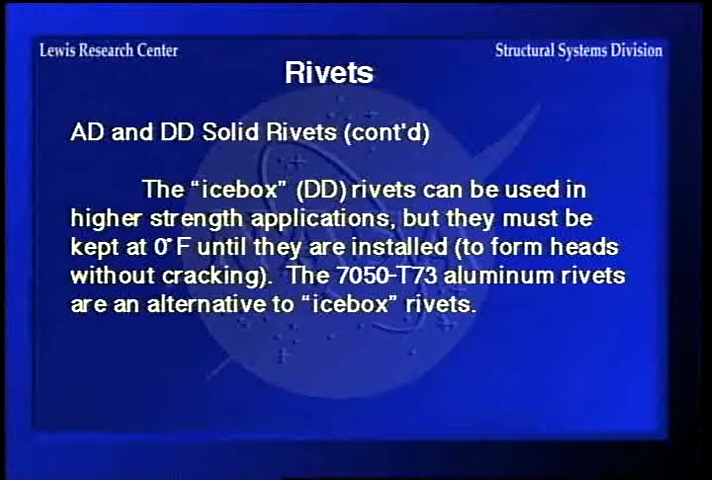 Lewis Research Center
Structural Systems Division
Rivets
AD and DD Solid Rivets (cont'd)
The “icebox” (DD) rivets can be used in
higher strength applications, but they must be
kept at 0°F until they are installed (to form heads
without cracking). The 7050-T73 aluminum rivets
are an alternative to “icebox” rivets.